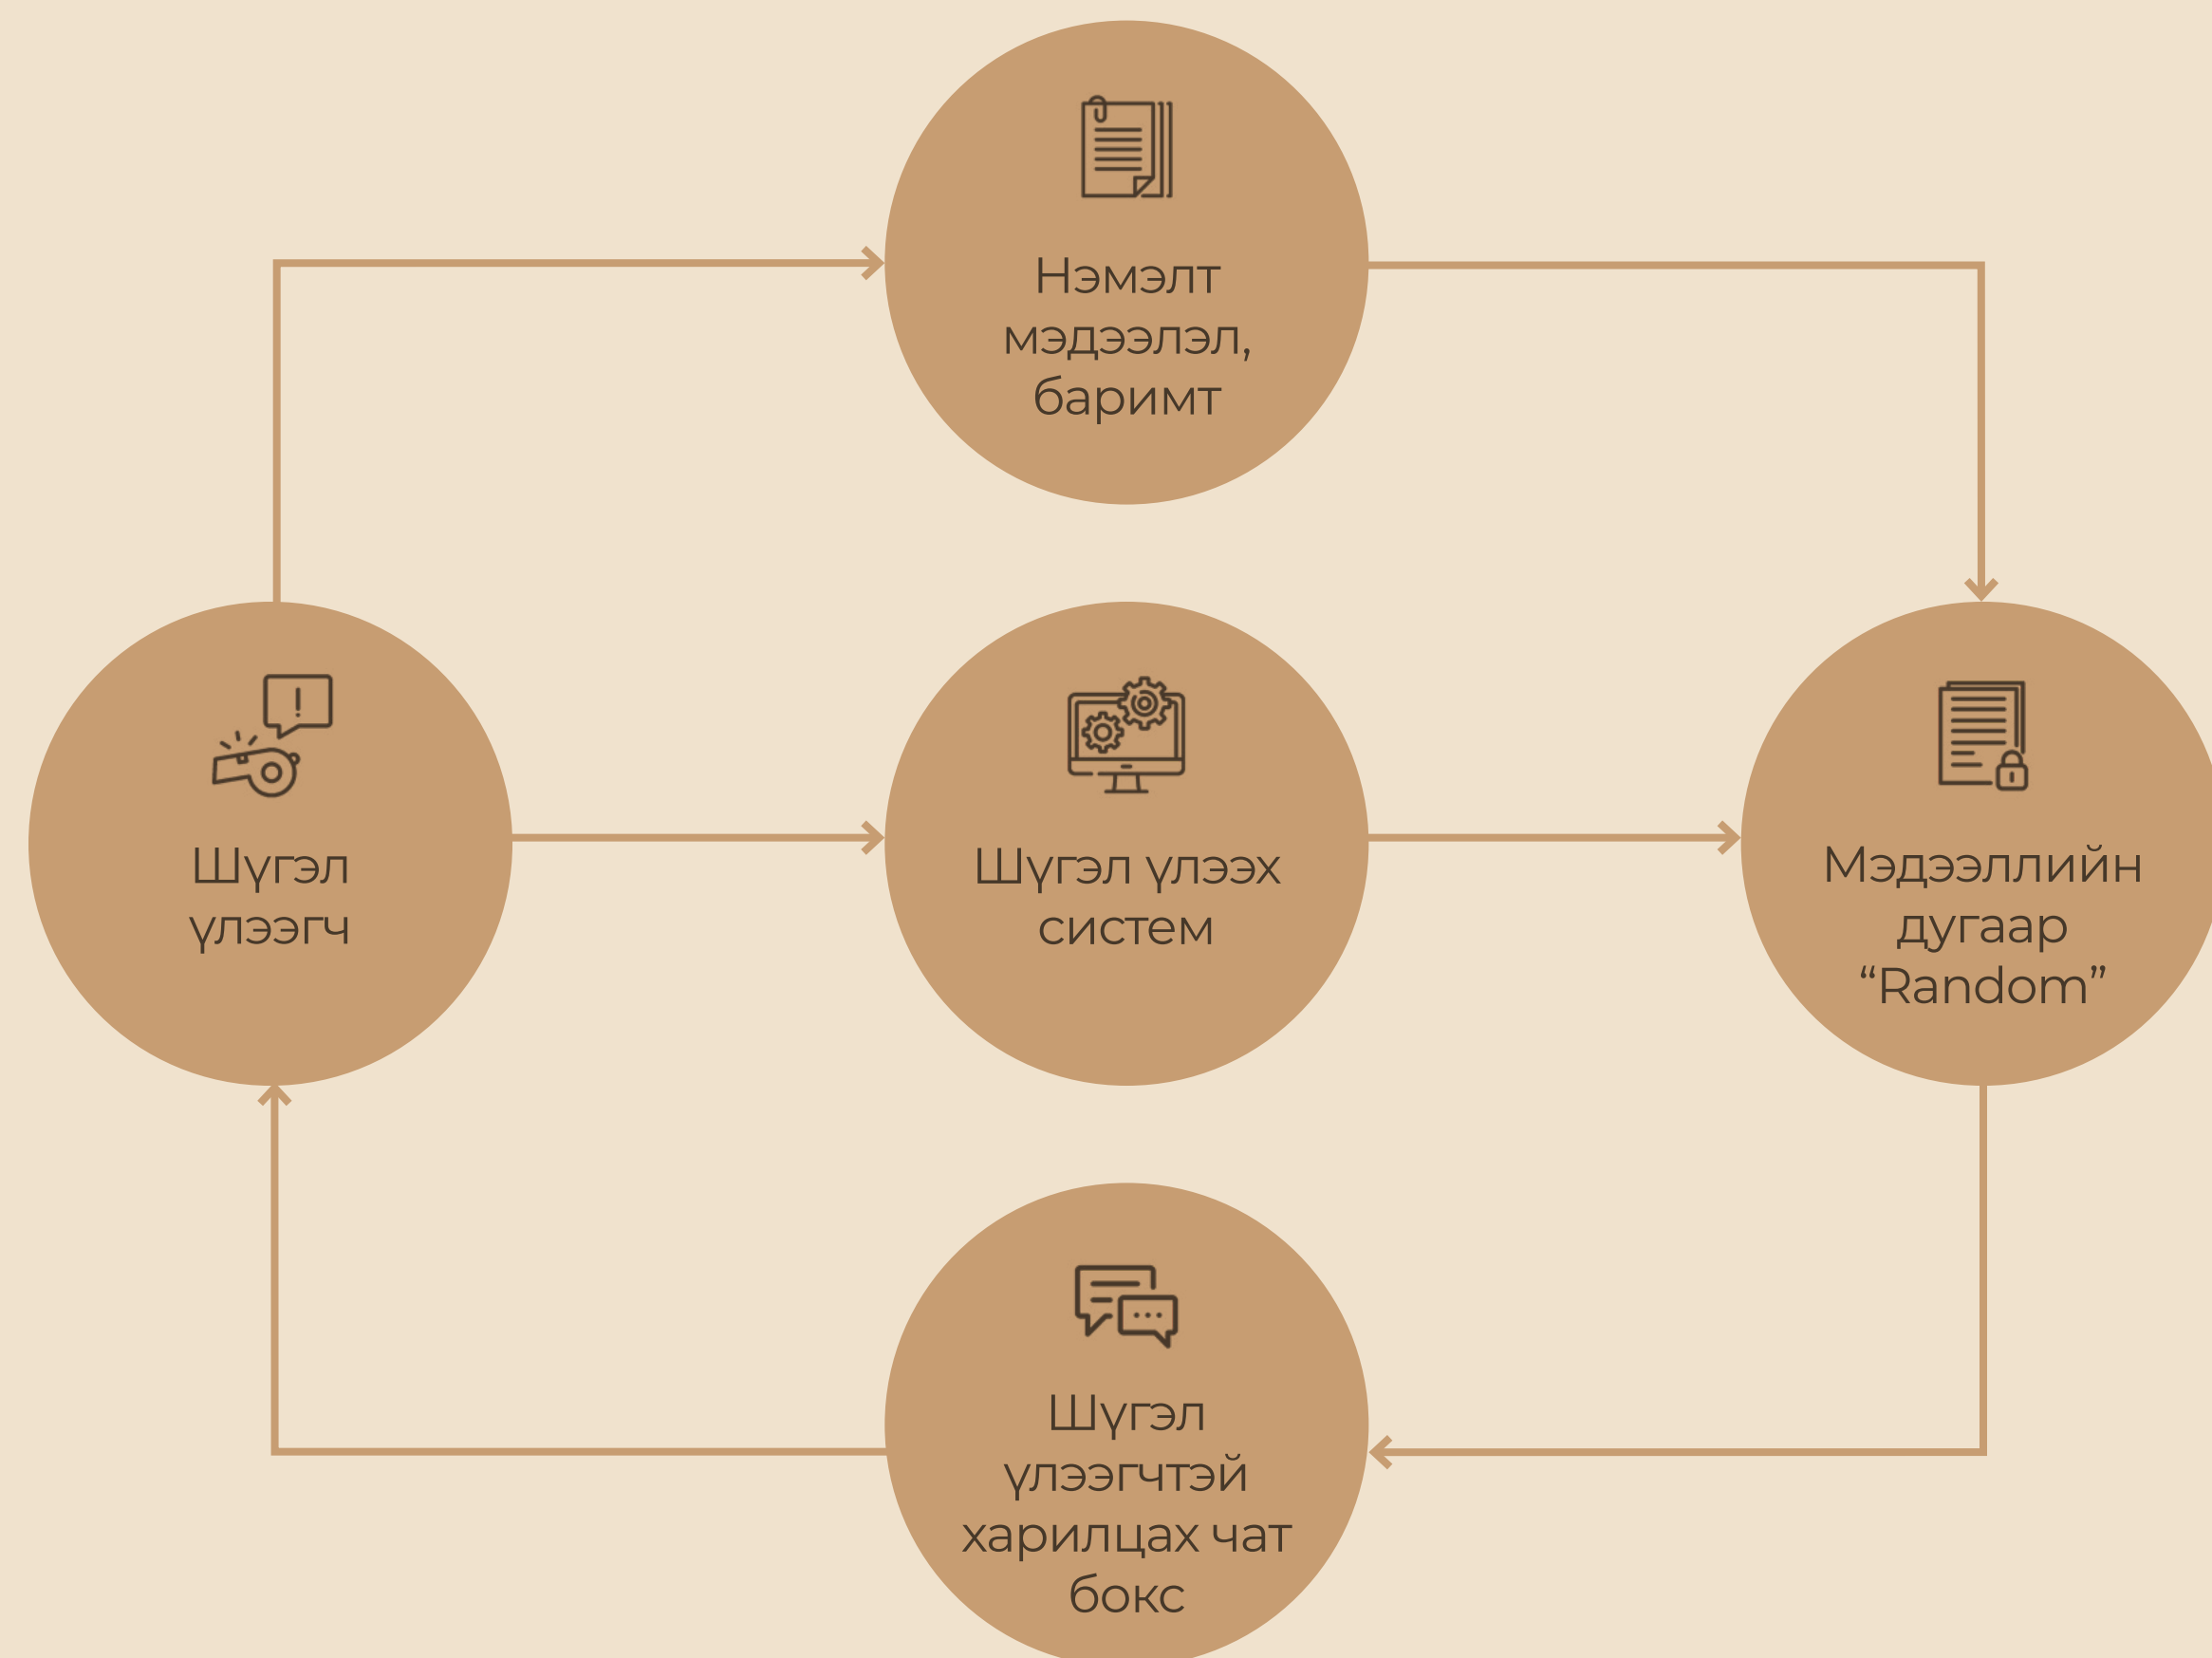 Нэмэлт
мэдээлэл,
баримт
Шүгэл
үлээгч
Шүгэл үлээх
систем
Мэдээллийн
дугаар
“Random”
Шүгэл
үлээгчтэй
харилцах чат
бокс